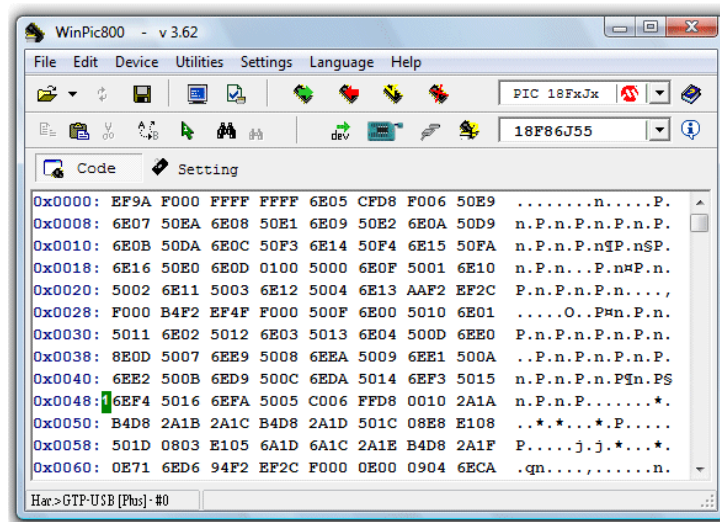 WinPic800 - v 3.62
File Edit Device Utilities Settings Language Help
PIC 18FxJx
dev 18F86J55
Code Setting
0x0000: EF9A F000 FFFF FFFF 6E05 CFD8 F006 50E9 ........n.....P.
0x0008: 6E07 50EA 6E08 50E1 6E09 50E2 6E0A 50D9 n.P.n.P.n.P.n.P.
0x0010: 6E0B 50DA 6E0C 50F3 6E14 50F4 6E15 50FA n.P.n.P.n¶P.n§P.
0x0018: 6E16 50E0 6E0D 0100 5000 6E0F 5001 6E10 n.P.n...P.n¤P.n.
0x0020: 5002 6E11 5003 6E12 5004 6E13 AAF2 EF2C P.n.P.n.P.n....,
0x0028: F000 B4F2 EF4F F000 500F 6E00 5010 6E01 .....O..P¤n.P.n.
0x0030: 5011 6E02 5012 6E03 5013 6E04 500D 6EE0 P.n.P.n.P.n.P.n.
0x0038: 8E0D 5007 6EE9 5008 6EEA 5009 6EE1 500A ..P.n.P.n.P.n.P.
0x0040: 6EE2 500B 6ED9 500C 6EDA 5014 6EF3 5015 n.P.n.P.n.P¶n.P§
0x0048: 6EF4 5016 6EFA 5005 C006 FFD8 0010 2A1A n.P.n.P.......*.
0x0050: B4D8 2A1B 2A1C B4D8 2A1D 501C 08E8 E108 ..*.*...*.P.....
0x0058: 501D 0803 E105 6A1D 6A1C 2A1E B4D8 2A1F P.....j.j.*...*.
0x0060: 0E71 6ED6 94F2 EF2C F000 0E00 0904 6ECA .qn....,......n.
Har.>GTP-USB [Plus] - #0